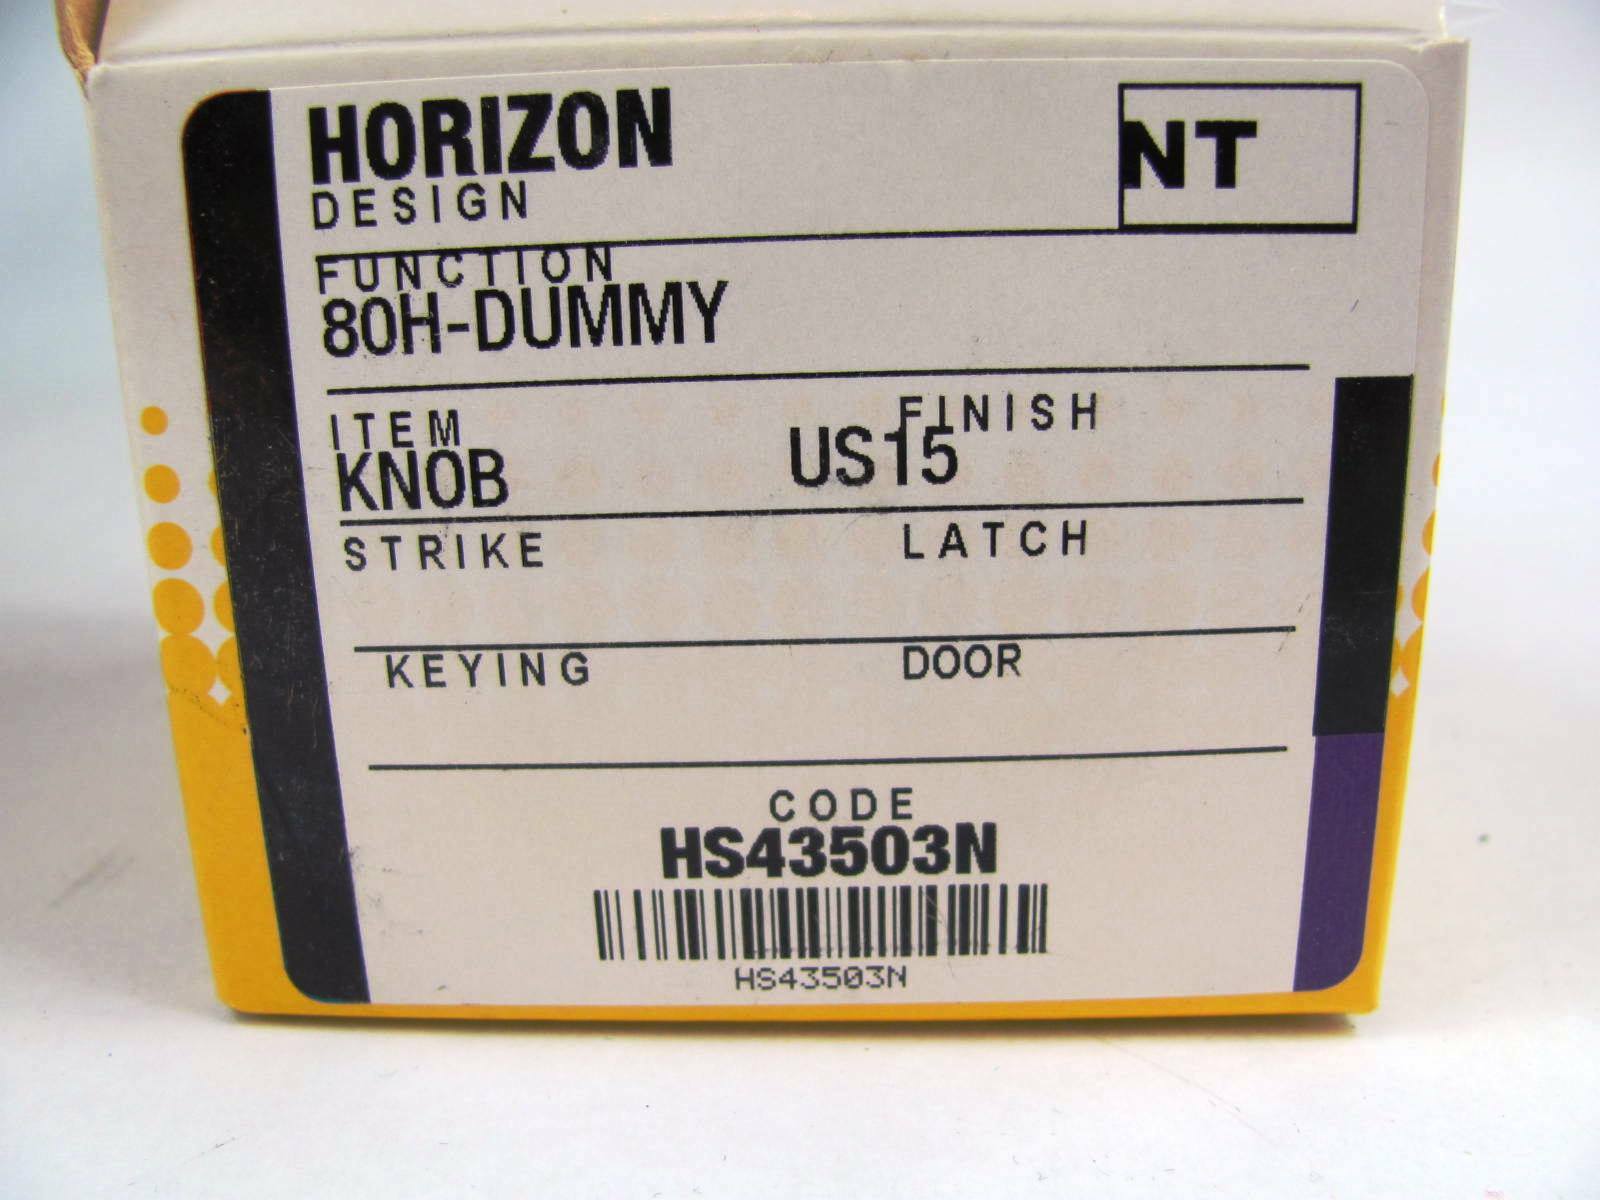 HORIZON
NT
DESIGN
FUNCTION
80H-DUMMY
ITEM FINISH
KNOB US15
STRIKE LATCH
KEYING DOOR
CODE
HS43503N
HS43503N